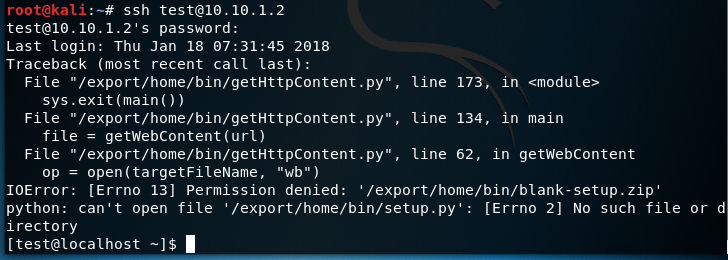 root@kali:~# ssh test@10.10.1.2
test@10.10.1.2's password:
Last login: Thu Jan 18 07:31:45 2018
Traceback (most recent call last):
  File "/export/home/bin/getHttpContent.py", line 173, in <module>
    sys.exit(main())
  File "/export/home/bin/getHttpContent.py", line 134, in main
    file = getWebContent(url)
  File "/export/home/bin/getHttpContent.py", line 62, in getWebContent
    op = open(targetFileName, "wb")
IOError: [Errno 13] Permission denied: '/export/home/bin/blank-setup.zip'
python: can't open file '/export/home/bin/setup.py': [Errno 2] No such file or d
irectory
[test@localhost ~]$